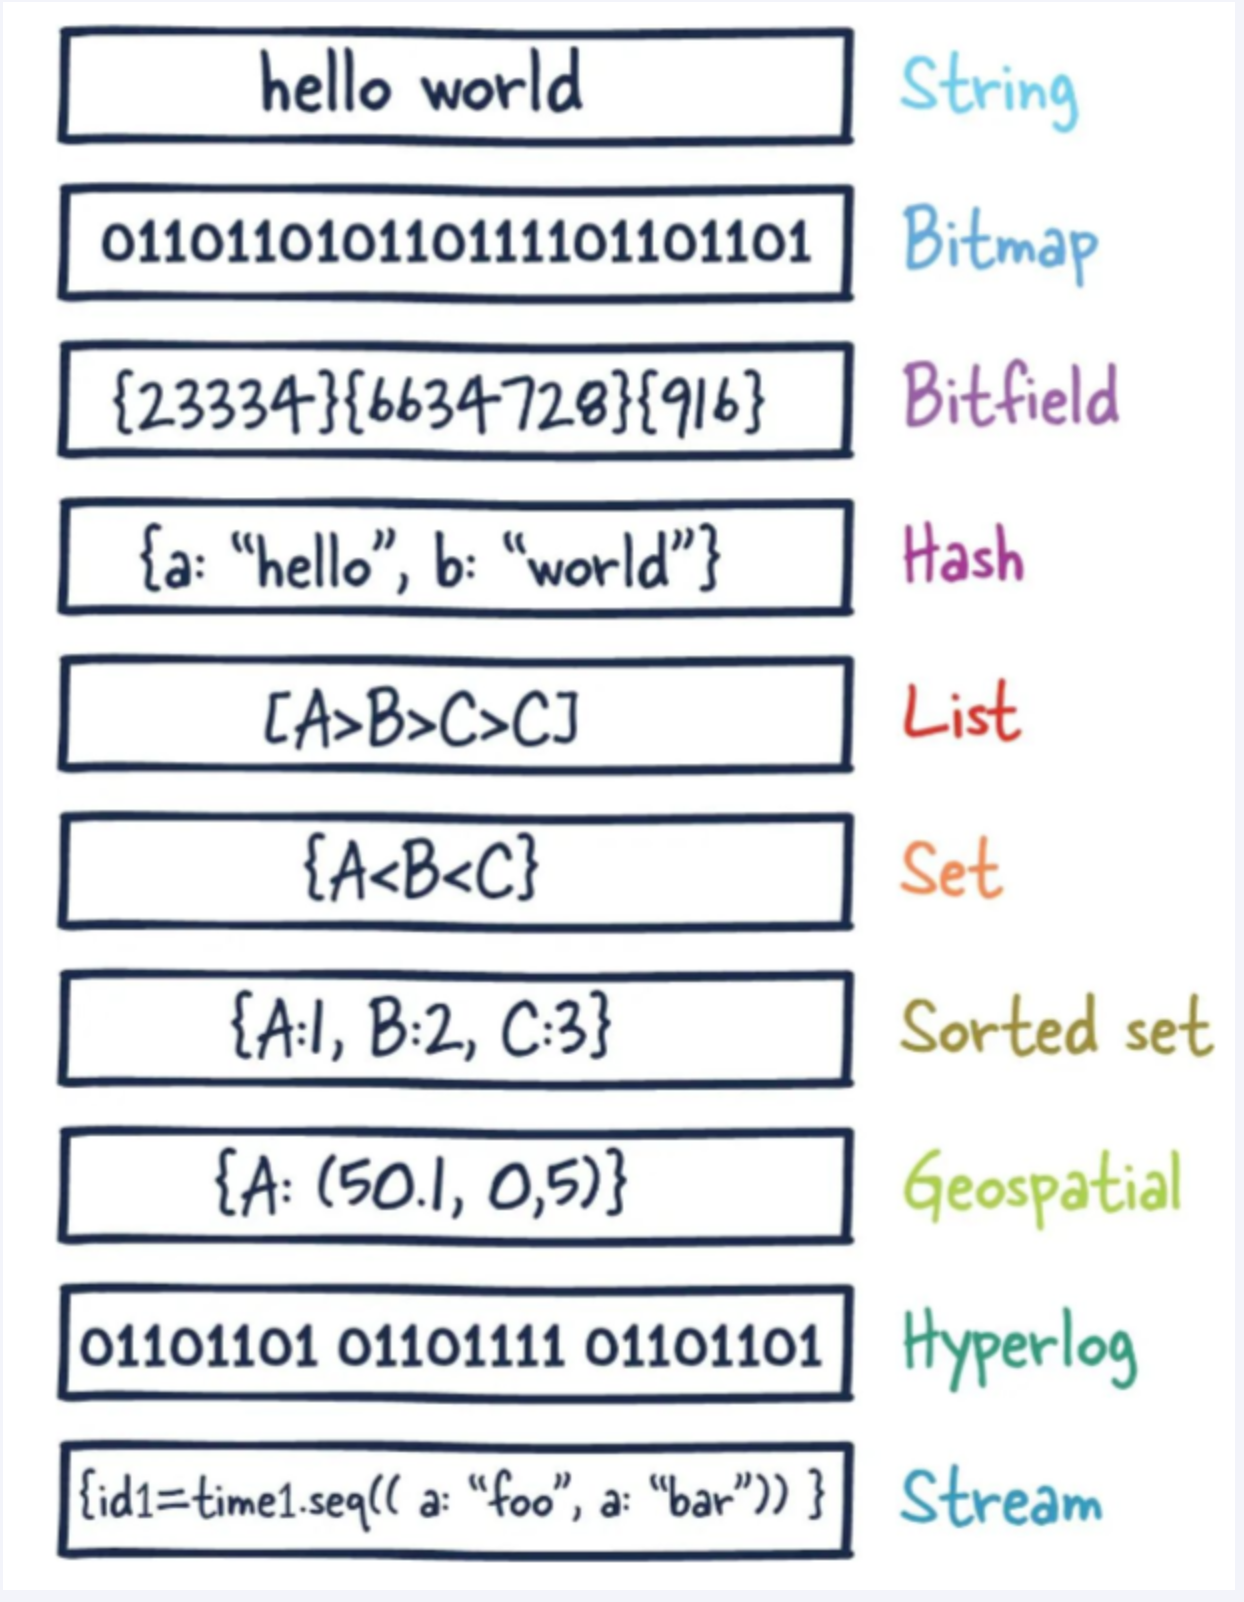 hello world String
011011010110111101101101 Bitmap
{23334}{6634728}{916} Bitfield
{a: “hello”, b: “world”} Hash
[A>B>C>C] List
{A<B<C} Set
{A:1, B:2, C:3} Sorted set
{A: (50.1, 0,5)} Geospatial
01101101 01101111 01101101 Hyperlog
{id1=time1.seq(( a: “foo”, a: “bar”)) } Stream